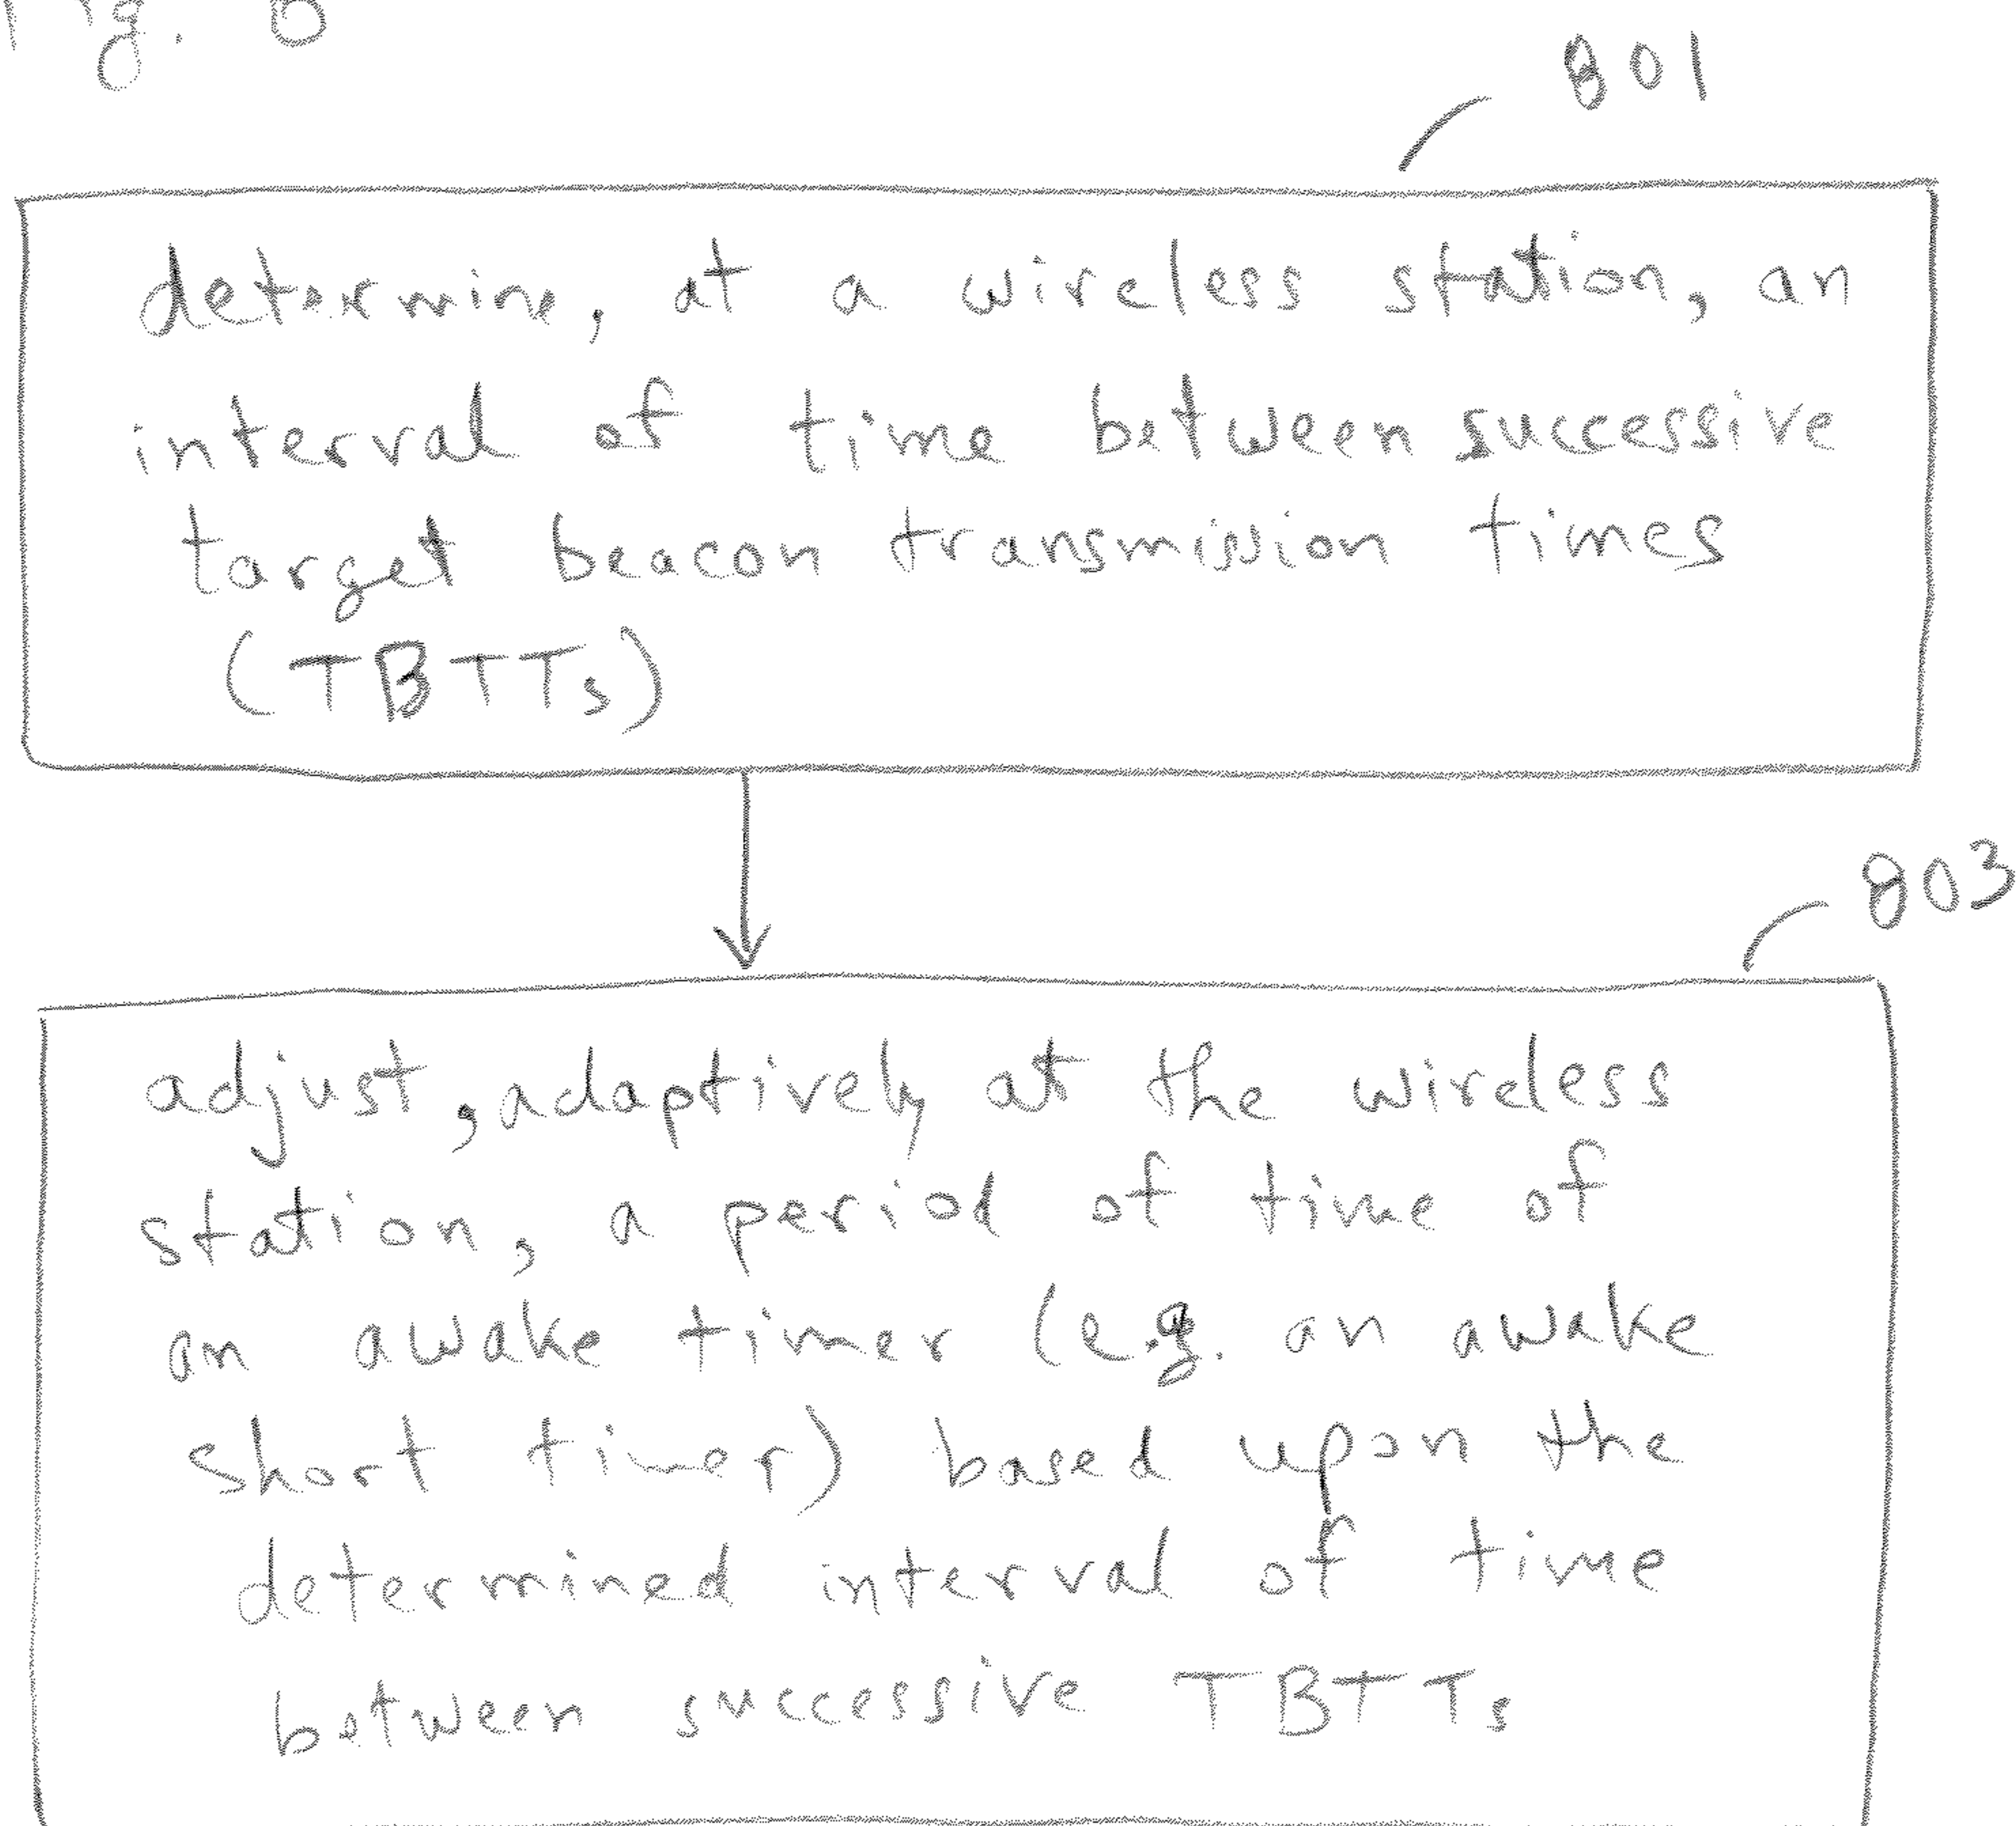 801
determine, at a wireless station, an
interval of time between successive
target beacon transmission times
(TBTTs)
803
adjust, adaptively at the wireless
station, a period of time of
an awake timer (e.g. an awake
short timer) based upon the
determined interval of time
between successive TBTTs